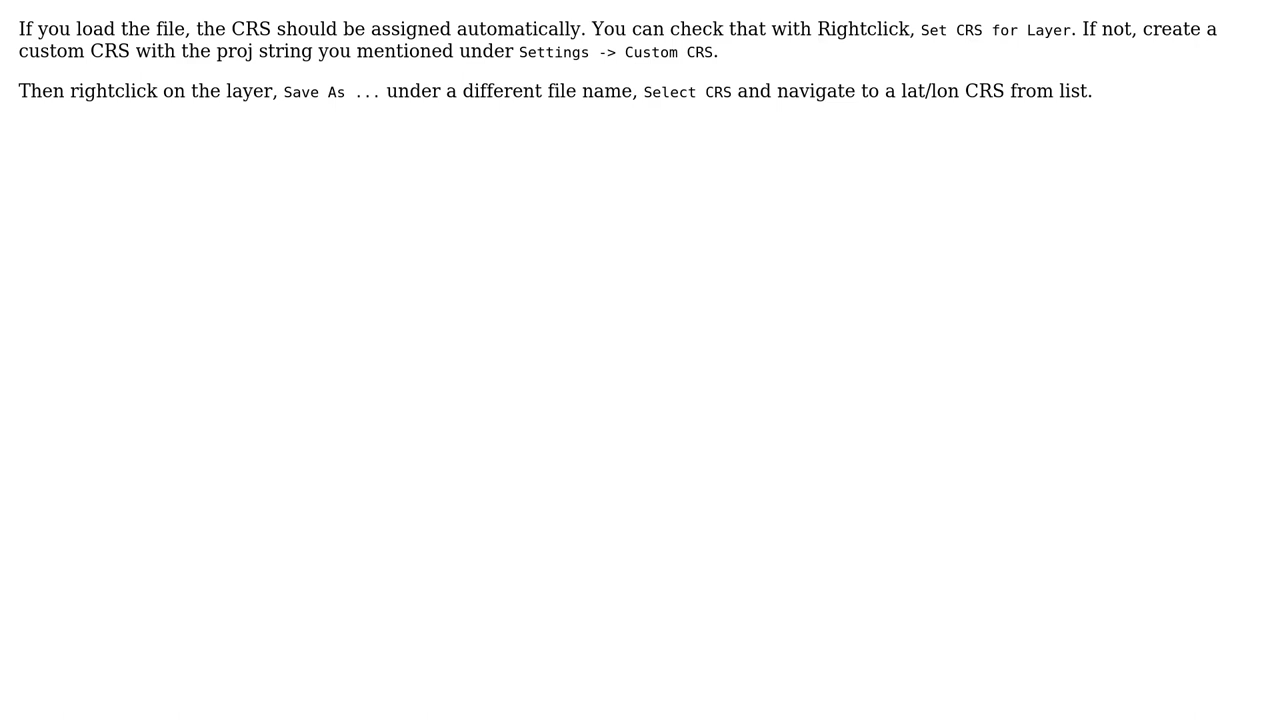 If you load the file, the CRS should be assigned automatically. You can check that with Rightclick, Set CRS for Layer. If not, create a
custom CRS with the proj string you mentioned under Settings -> Custom CRS.
Then rightclick on the layer, Save As ... under a different file name, Select CRS and navigate to a lat/lon CRS from list.